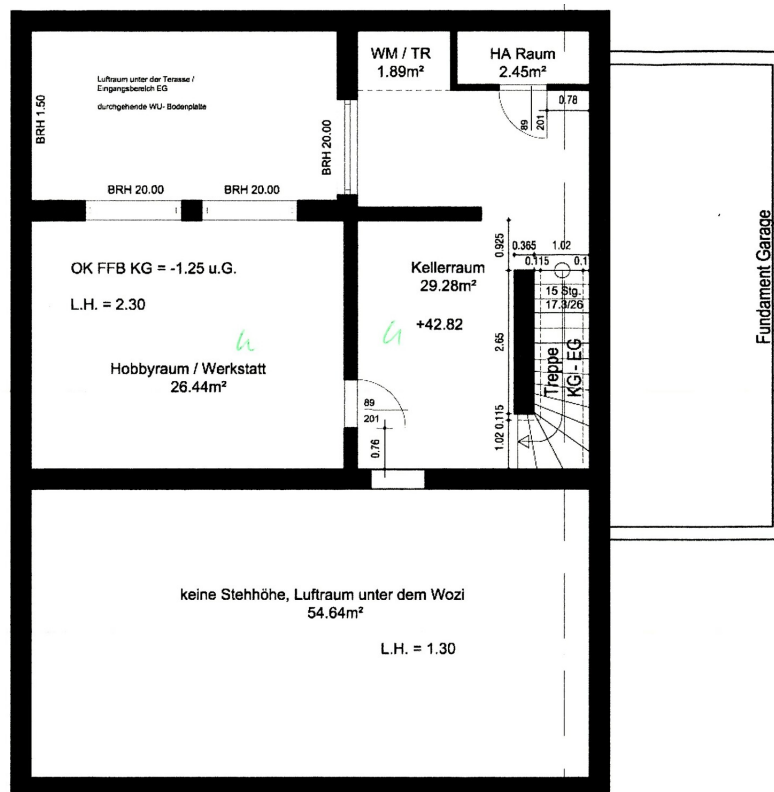 Luftraum unter der Terasse /
Eingangsbereich EG
durchgehende WU- Bodenplatte
BRH 1.50
BRH 20.00
BRH 20.00
BRH 20.00
WM / TR
1.89m²
HA Raum
2.45m²
0.78
89
201
OK FFB KG = -1.25 u.G.
L.H. = 2.30
Hobbyraum / Werkstatt
26.44m²
Kellerraum
29.28m²
+42.82
0.925
0.365
1.02
0.115
0.1
15 Stg.
17.3/26
2.65
Treppe
KG - EG
1.02
0.115
89
201
0.76
Fundament Garage
keine Stehhöhe, Luftraum unter dem Wozi
54.64m²
L.H. = 1.30